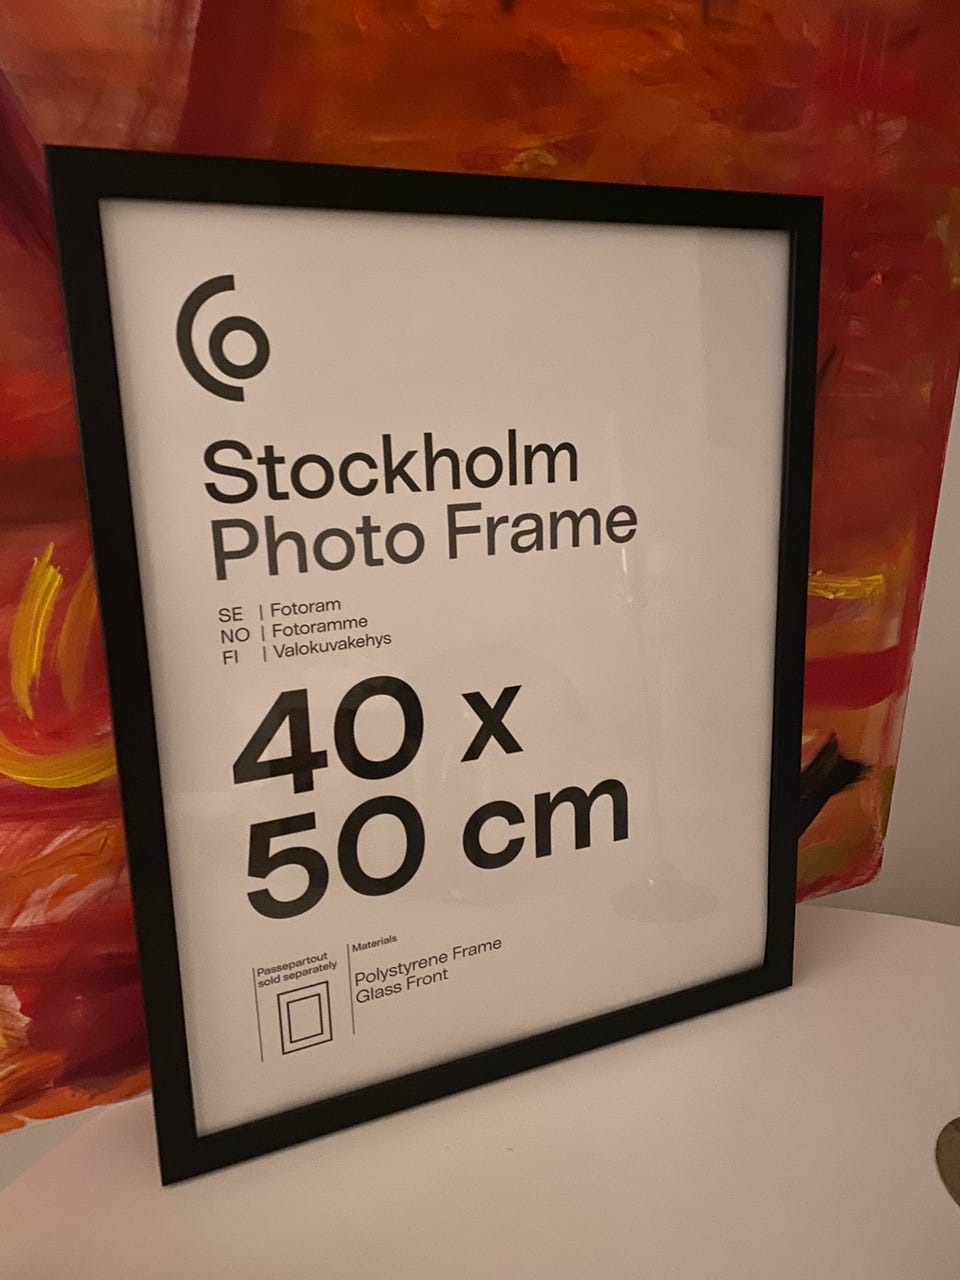 Stockholm
Photo Frame
SE | Fotoram
NO | Fotoramme
FI | Valokuvakehys
40 x
50 cm
Passepartout
sold separately
Materials
Polystyrene Frame
Glass Front